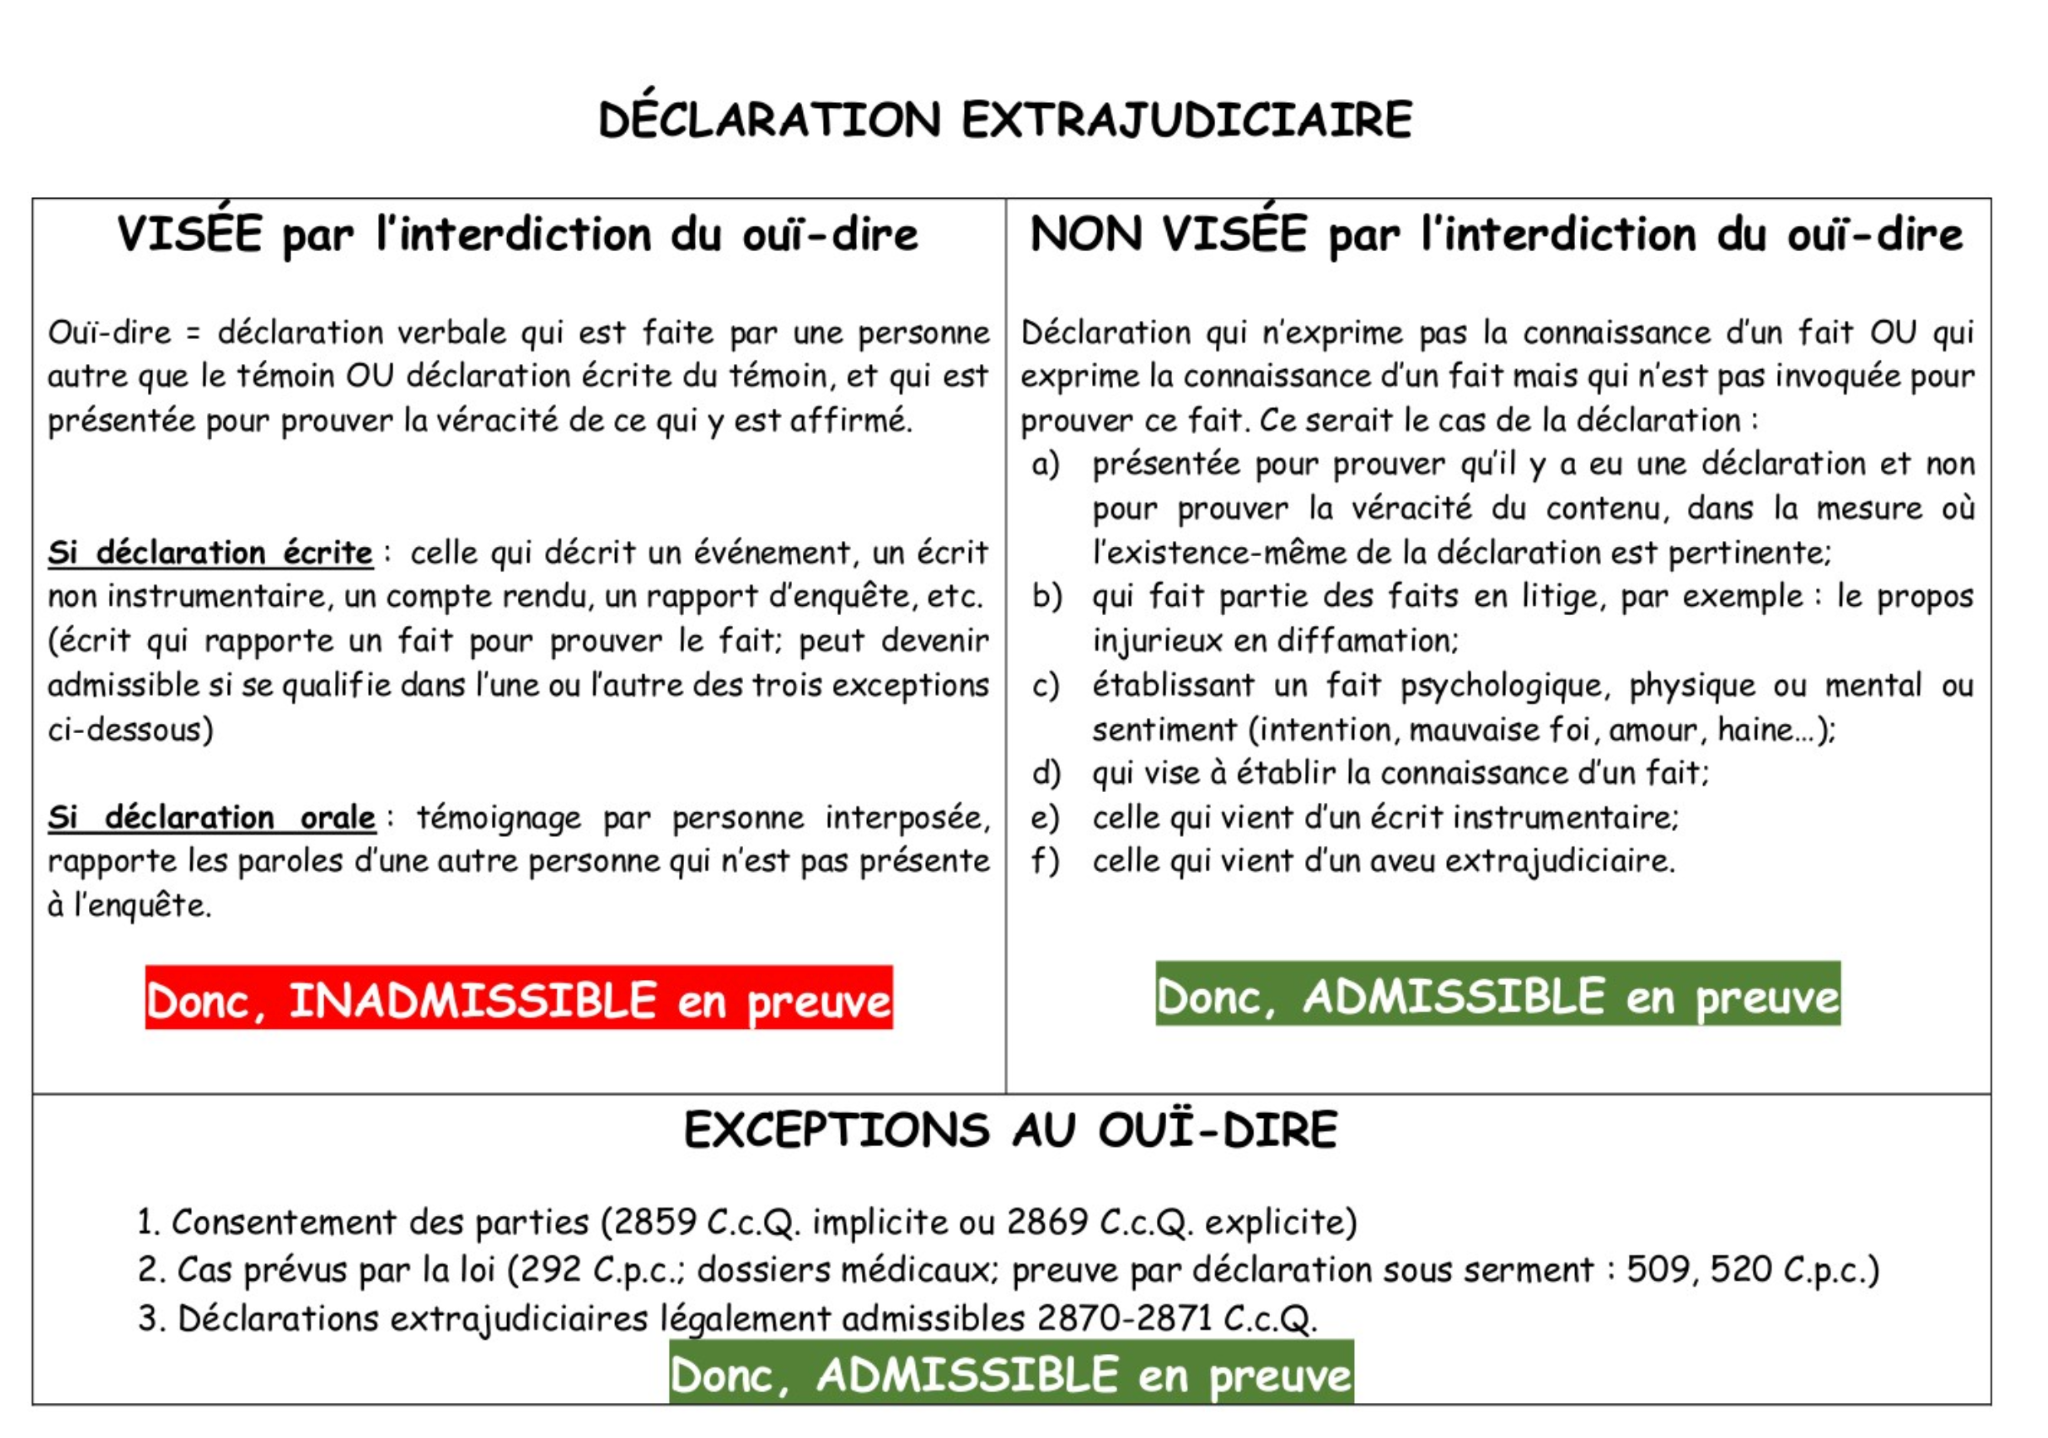 DÉCLARATION EXTRAJUDICIAIRE
VISÉE par l'interdiction du ouï-dire
Ouï-dire = déclaration verbale qui est faite par une personne
autre que le témoin OU déclaration écrite du témoin, et qui est
présentée pour prouver la véracité de ce qui y est affirmé.
Si déclaration écrite : celle qui décrit un événement, un écrit
non instrumentaire, un compte rendu, un rapport d'enquête, etc.
(écrit qui rapporte un fait pour prouver le fait; peut devenir
admissible si se qualifie dans l'une ou l'autre des trois exceptions
ci-dessous)
Si déclaration orale : témoignage par personne interposée,
rapporte les paroles d'une autre personne qui n'est pas présente
à l'enquête.
Donc, INADMISSIBLE en preuve
NON VISÉE par l'interdiction du ouï-dire
Déclaration qui n'exprime pas la connaissance d'un fait OU qui
exprime la connaissance d'un fait mais qui n'est pas invoquée pour
prouver ce fait. Ce serait le cas de la déclaration :
a) présentée pour prouver qu'il y a eu une déclaration et non
pour prouver la véracité du contenu, dans la mesure où
l'existence-même de la déclaration est pertinente;
b) qui fait partie des faits en litige, par exemple : le propos
injurieux en diffamation;
c) établissant un fait psychologique, physique ou mental ou
sentiment (intention, mauvaise foi, amour, haine…);
d) qui vise à établir la connaissance d'un fait;
e) celle qui vient d'un écrit instrumentaire;
f) celle qui vient d'un aveu extrajudiciaire.
Donc, ADMISSIBLE en preuve
EXCEPTIONS AU OUÏ-DIRE
1. Consentement des parties (2859 C.c.Q. implicite ou 2869 C.c.Q. explicite)
2. Cas prévus par la loi (292 C.p.c.; dossiers médicaux; preuve par déclaration sous serment : 509, 520 C.p.c.)
3. Déclarations extrajudiciaires légalement admissibles 2870-2871 C.c.Q.
Donc, ADMISSIBLE en preuve